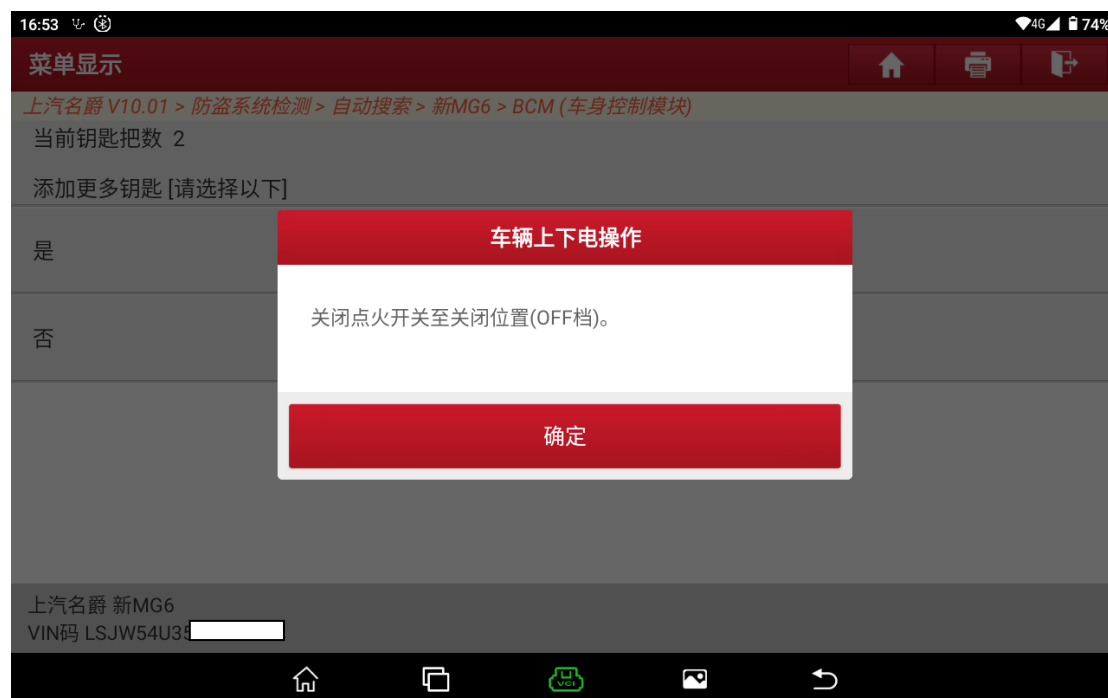 16:53 4G 74%
菜单显示
上汽名爵 V10.01 > 防盗系统检测 > 自动搜索 > 新MG6 > BCM (车身控制模块)
当前钥匙把数 2
添加更多钥匙 [请选择以下]
车辆上下电操作
是
关闭点火开关至关闭位置(OFF档)。
否
确定
上汽名爵 新MG6
VIN码 LSJW54U35
VCI